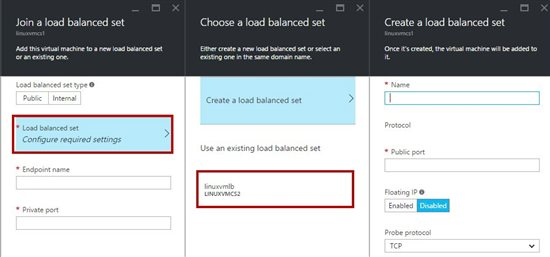 Join a load balanced set
linuxvmcs1
Add this virtual machine to a new load balanced set
or an existing one.
Load balanced set type
Public Internal
* Load balanced set
Configure required settings
* Endpoint name
* Private port
Choose a load balanced set
Either create a new load balanced set or select an
existing one in the same domain name.
Create a load balanced set
Use an existing load balanced set
linuxvmlb
LINUXVMCS2
Create a load balanced set
linuxvmcs1
Once it's created, the virtual machine will be added to
it.
* Name
Protocol
* Public port
Floating IP
Enabled Disabled
Probe protocol
TCP